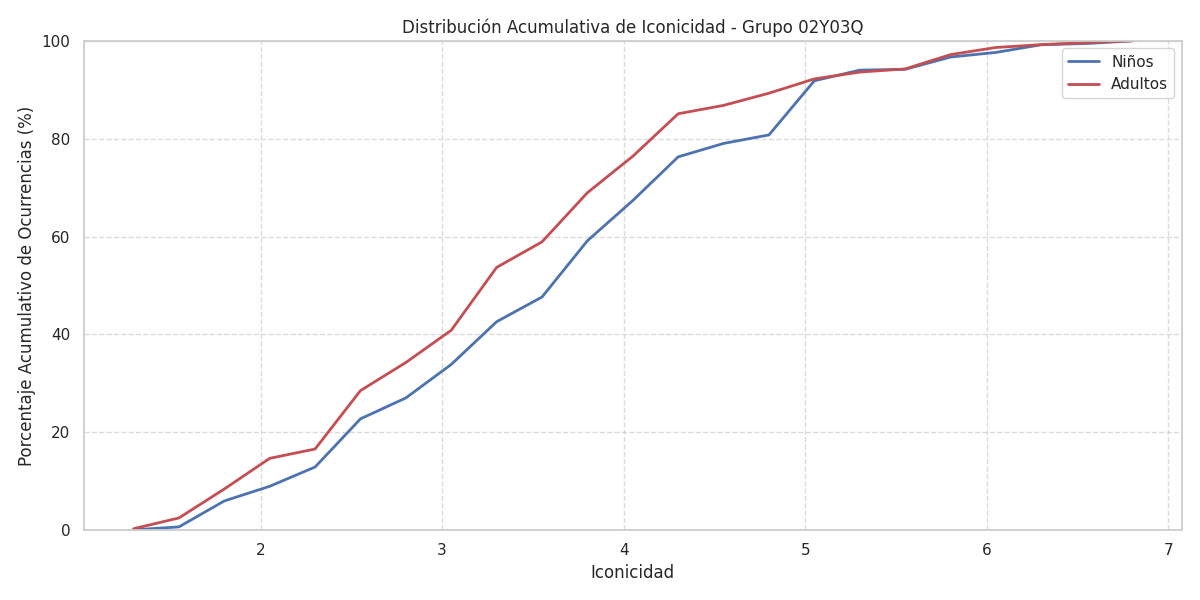 Distribución Acumulativa de Iconicidad - Grupo 02Y03Q
Porcentaje Acumulativo de Ocurrencias (%)
100
80
60
40
20
0
Niños
Adultos
2 3 4 5 6 7
Iconicidad